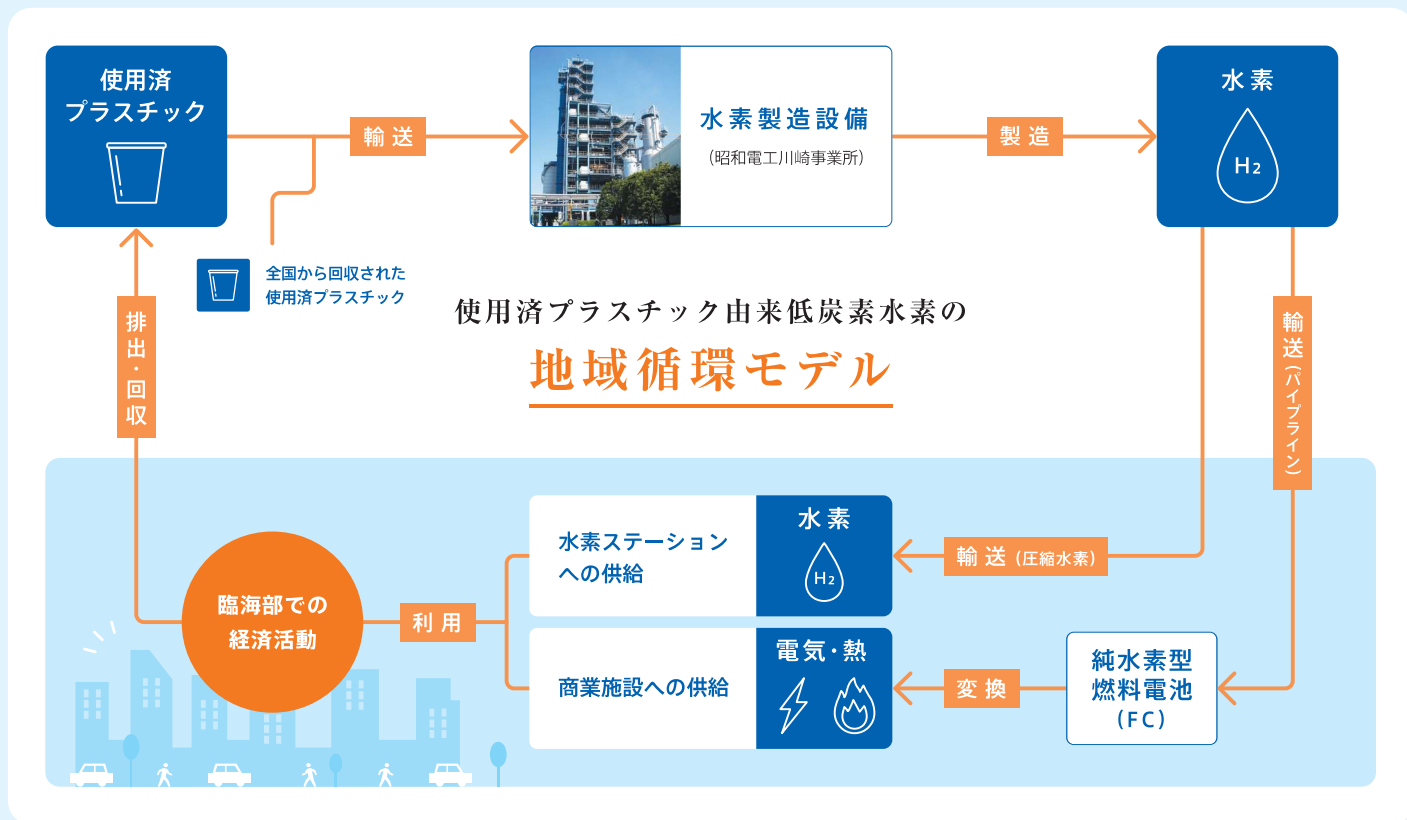 使用済
プラスチック
輸送
水素製造設備
(昭和電工川崎事業所)
製造
水素
H₂
全国から回収された
使用済プラスチック
排出・回収
使用済プラスチック由来低炭素水素の
地域循環モデル
輸送(パイプライン)
水素ステーション
への供給
水素
H₂
輸送(圧縮水素)
臨海部での
経済活動
利用
商業施設への供給
電気・熱
変換
純水素型
燃料電池
(FC)